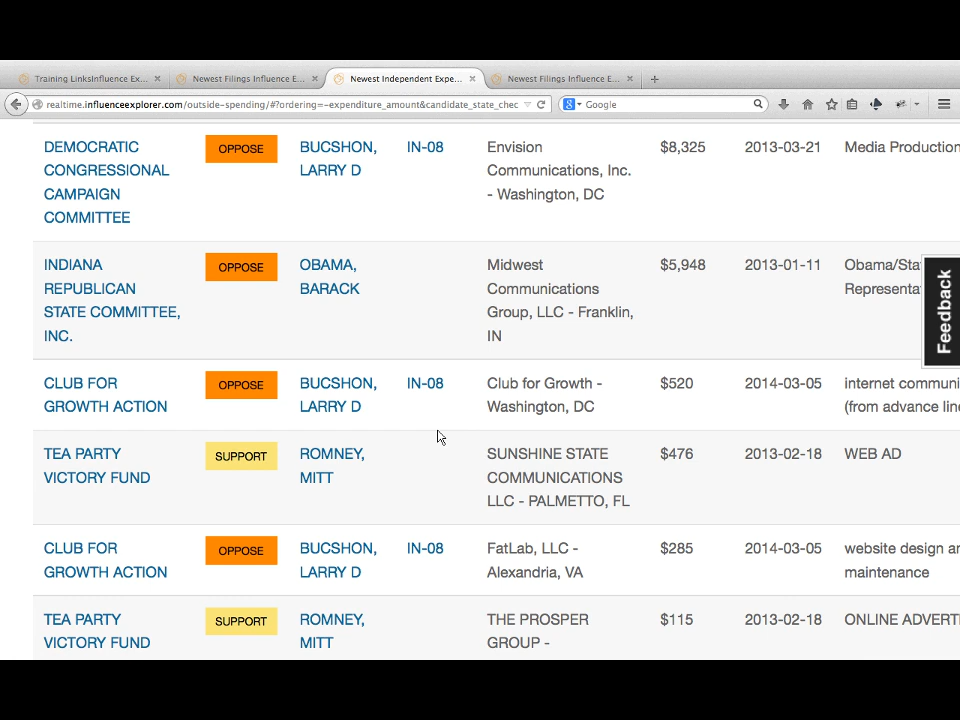 Training LinksInfluence Ex...
Newest Filings Influence E...
Newest Independent Expe...
Newest Filings Influence E...
realtime.influenceexplorer.com/outside-spending/#?ordering=-expenditure_amount&candidate_state_chec
Google
DEMOCRATIC CONGRESSIONAL CAMPAIGN COMMITTEE
OPPOSE
BUCSHON, LARRY D
IN-08
Envision Communications, Inc. - Washington, DC
$8,325
2013-03-21
Media Production
INDIANA REPUBLICAN STATE COMMITTEE, INC.
OPPOSE
OBAMA, BARACK
Midwest Communications Group, LLC - Franklin, IN
$5,948
2013-01-11
Obama/Sta
Representa
Feedback
CLUB FOR GROWTH ACTION
OPPOSE
BUCSHON, LARRY D
IN-08
Club for Growth - Washington, DC
$520
2014-03-05
internet communi
(from advance line
TEA PARTY VICTORY FUND
SUPPORT
ROMNEY, MITT
SUNSHINE STATE COMMUNICATIONS LLC - PALMETTO, FL
$476
2013-02-18
WEB AD
CLUB FOR GROWTH ACTION
OPPOSE
BUCSHON, LARRY D
IN-08
FatLab, LLC - Alexandria, VA
$285
2014-03-05
website design an
maintenance
TEA PARTY VICTORY FUND
SUPPORT
ROMNEY, MITT
THE PROSPER GROUP -
$115
2013-02-18
ONLINE ADVERTI